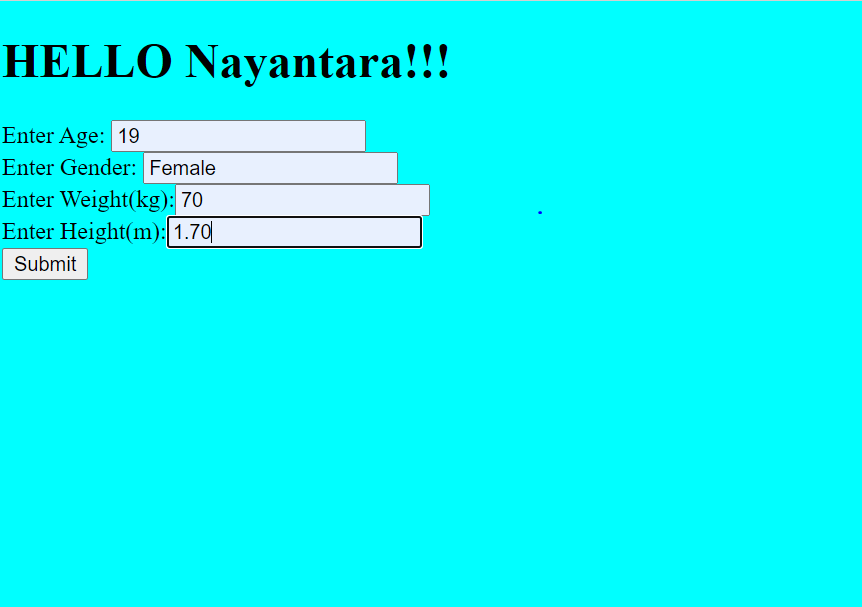 HELLO Nayantara!!!
Enter Age: 19
Enter Gender: Female
Enter Weight(kg): 70
Enter Height(m): 1.70
Submit